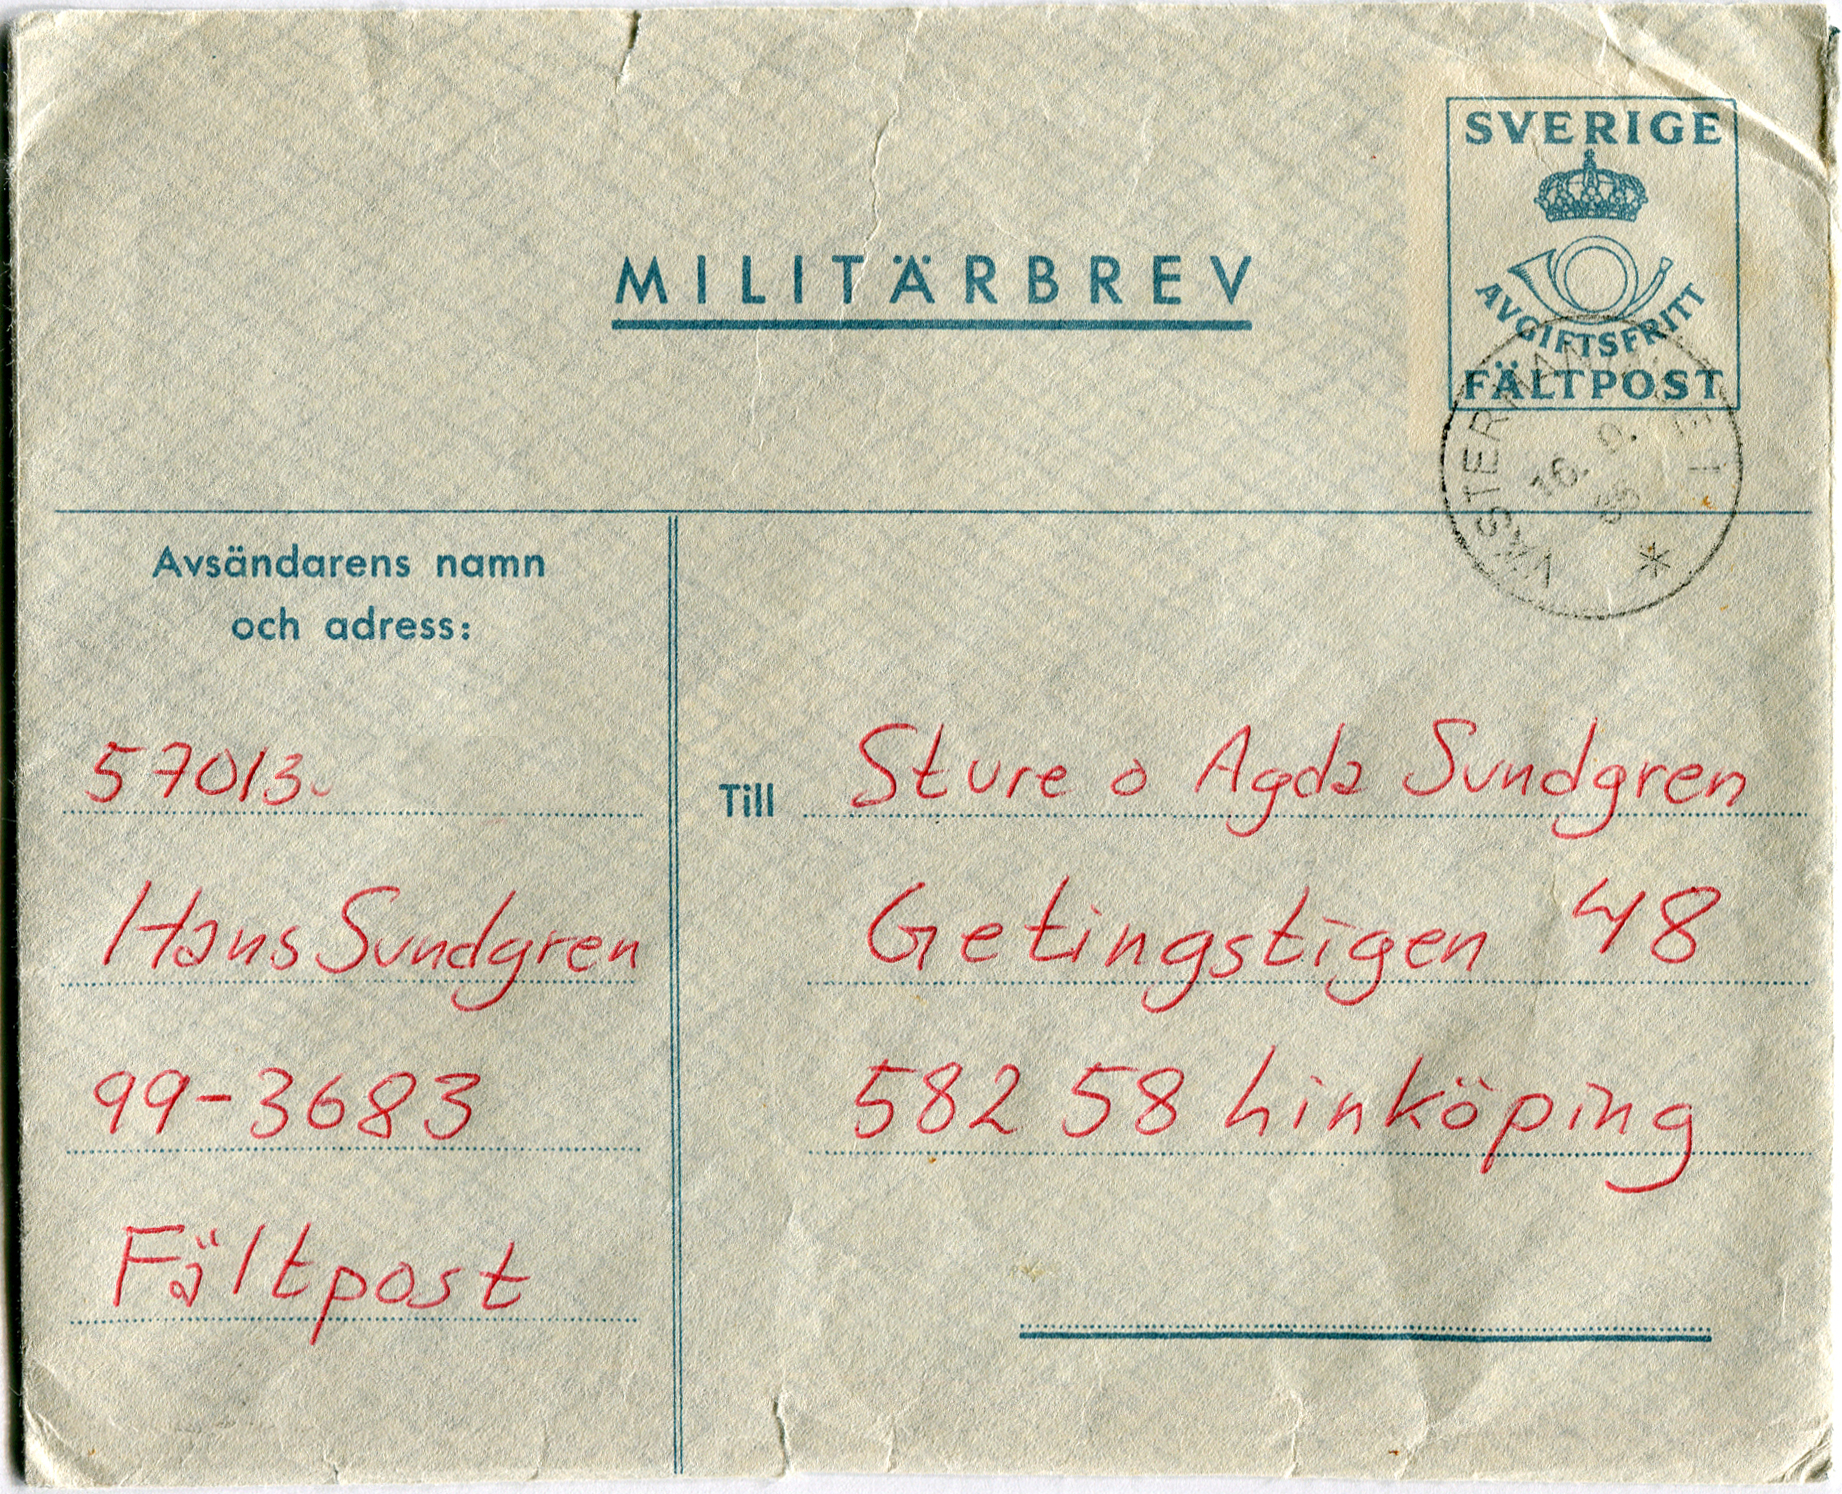 SVERIGE
AVGIFTSFRITT
FÄLTPOST
MILITÄRBREV
Avsändarens namn
och adress:
57013
Hans Sundgren
99-3683
Fältpost
Till Sture o Agda Sundgren
Getingstigen 48
582 58 Linköping